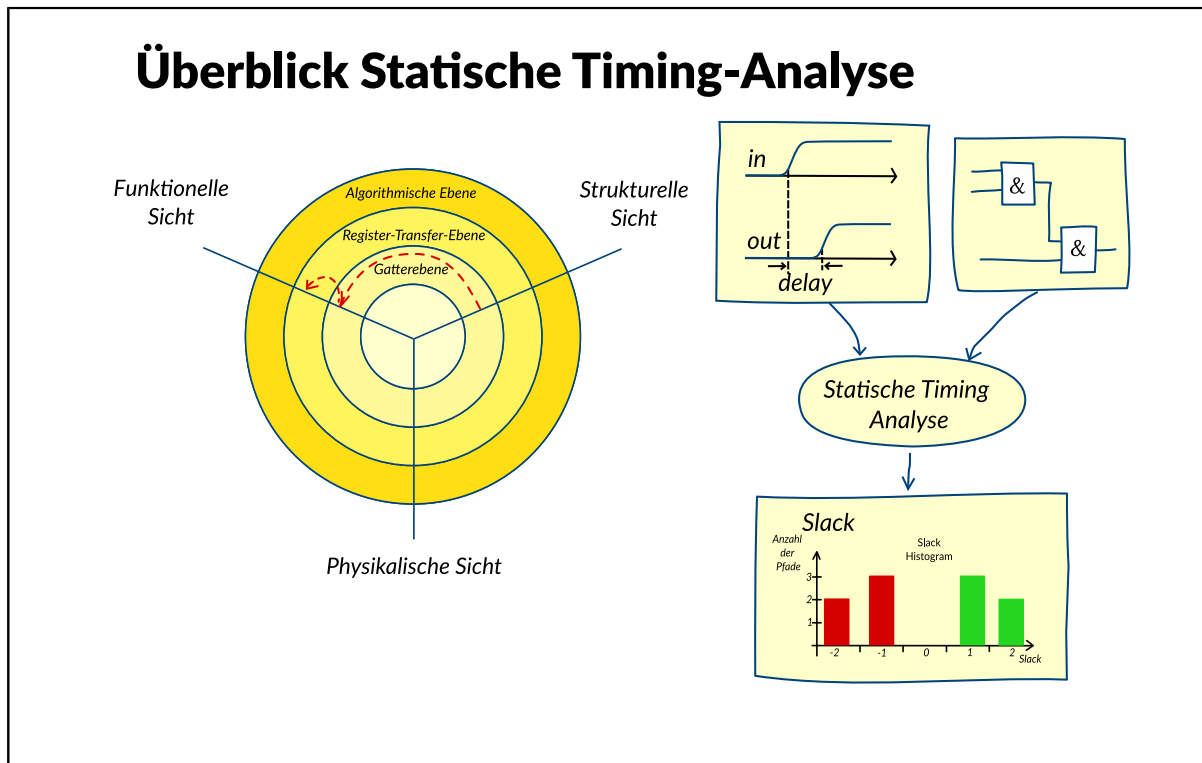 Überblick Statische Timing-Analyse
Funktionelle
Sicht
Strukturelle
Sicht
Algorithmische Ebene
Register-Transfer-Ebene
Gatterebene
Physikalische Sicht
in
out
delay
&
&
Statische Timing
Analyse
Slack
Anzahl
der
Pfade
Slack
Histogram
3
2
1
-2 -1 0 1 2
Slack